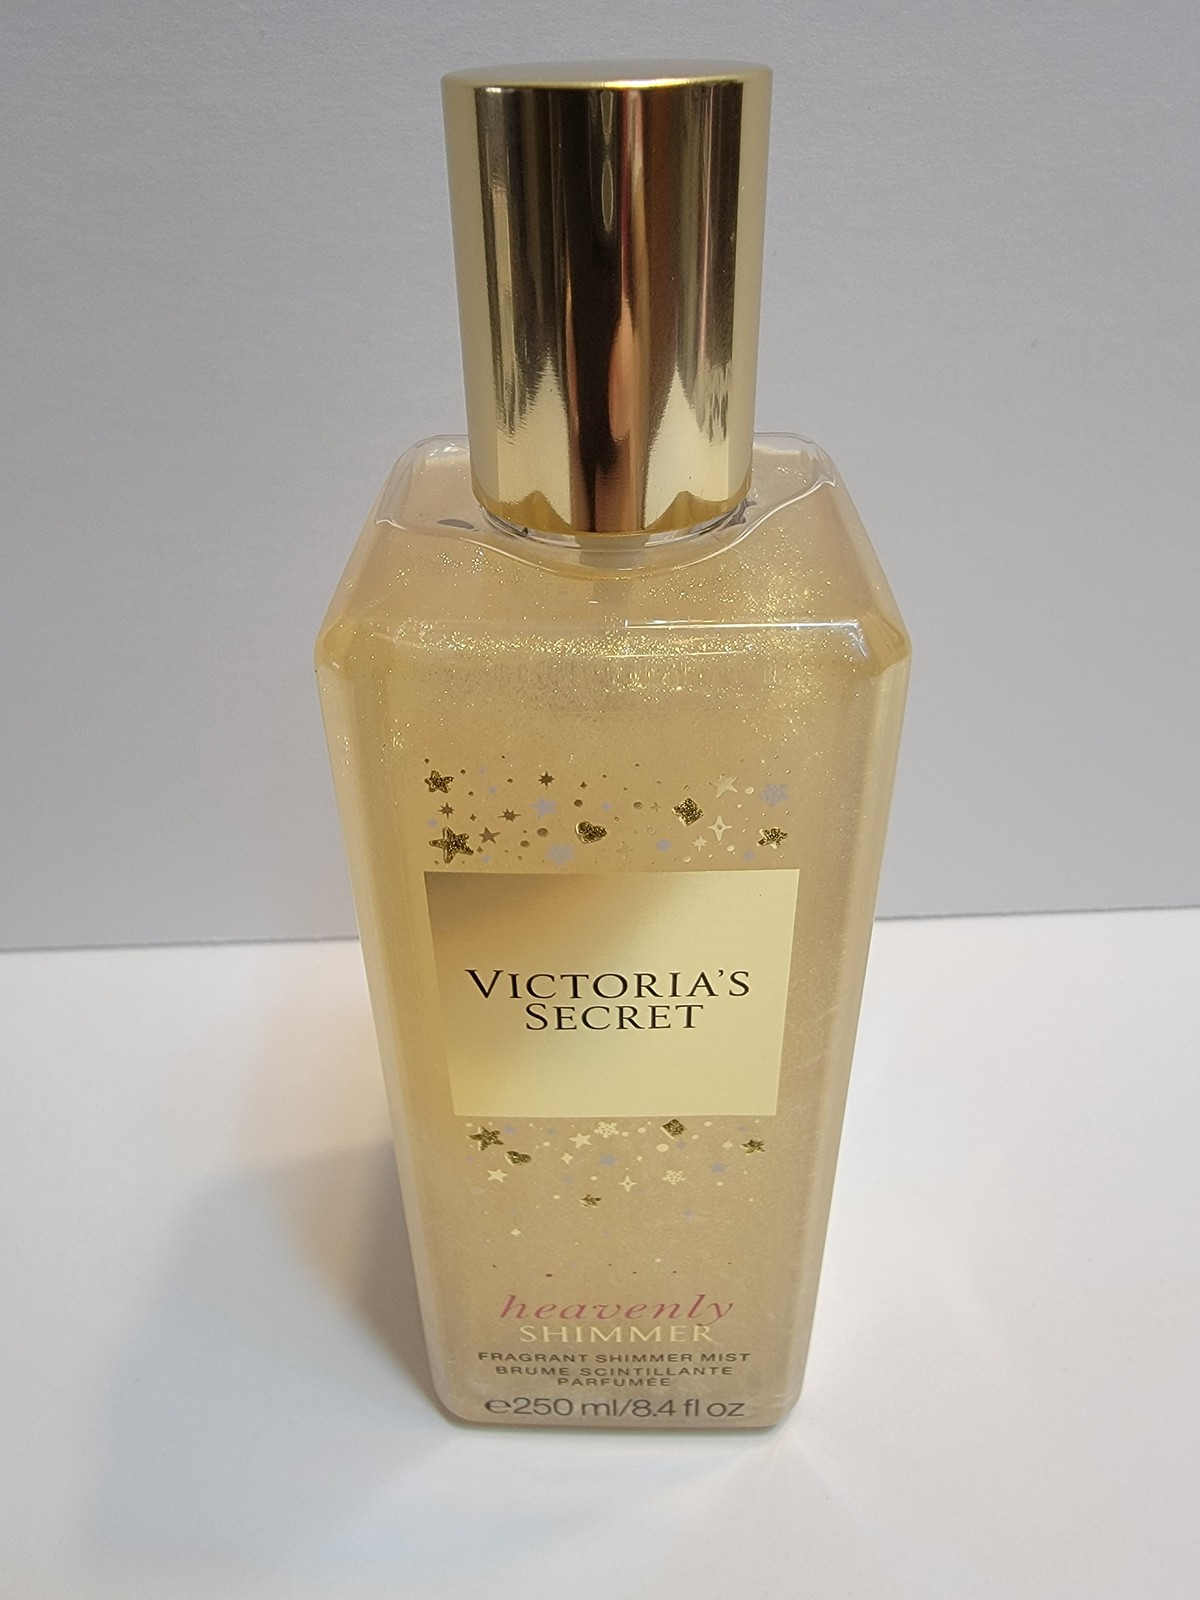 VICTORIA'S
SECRET
heavenly
SHIMMER
FRAGRANT SHIMMER MIST
BRUME SCINTILLANTE
PARFUMÉE
℮250 ml/8.4 fl oz